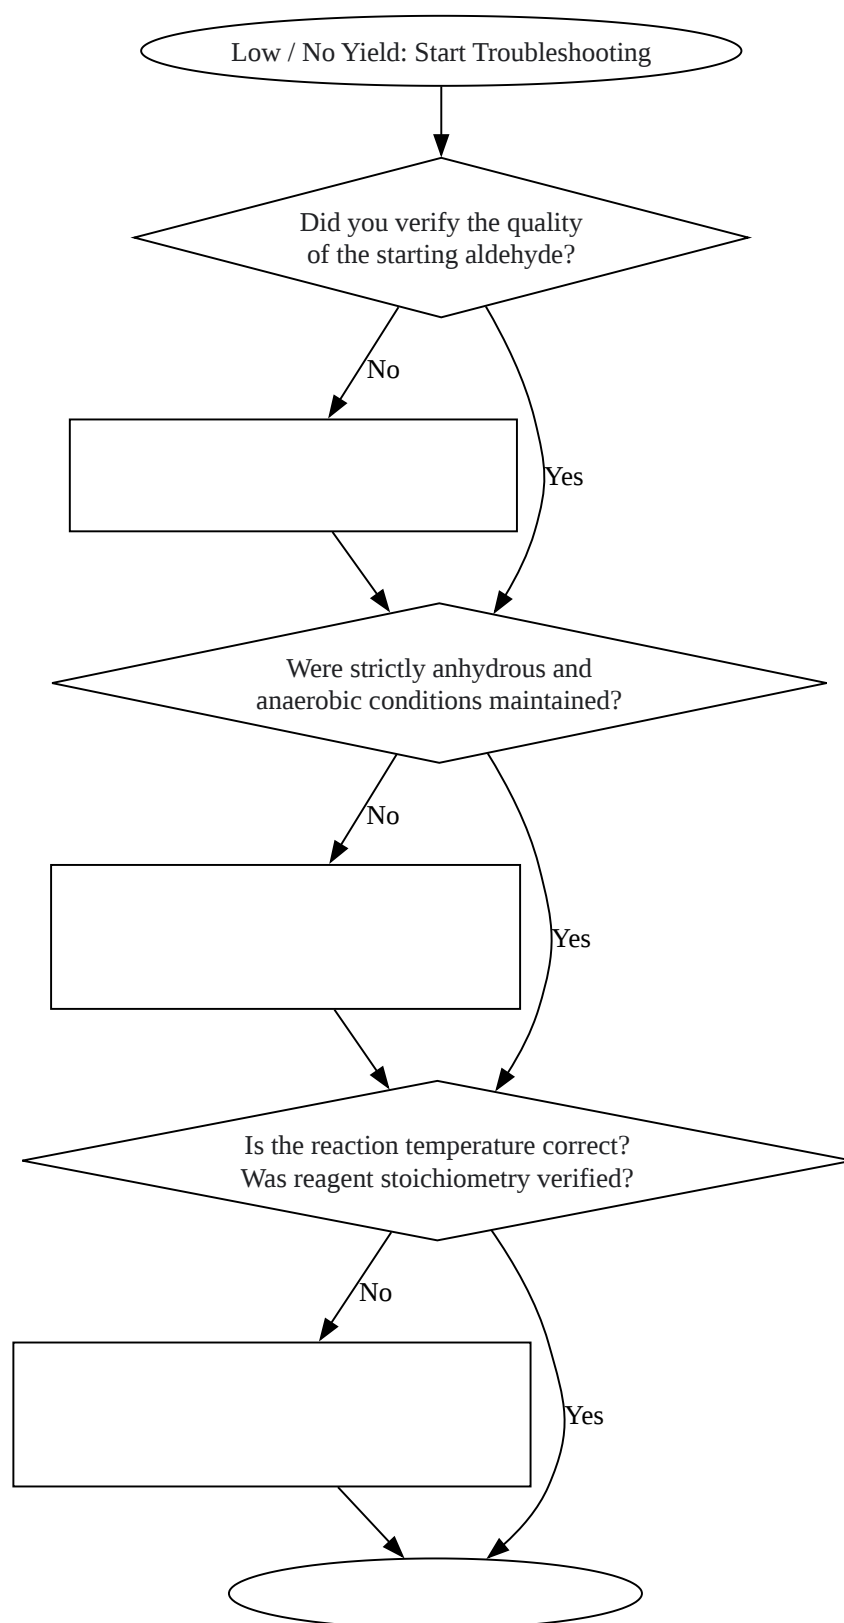 Low / No Yield: Start Troubleshooting
Did you verify the quality
of the starting aldehyde?
No
Yes
Were strictly anhydrous and
anaerobic conditions maintained?
No
Yes
Is the reaction temperature correct?
Was reagent stoichiometry verified?
No
Yes